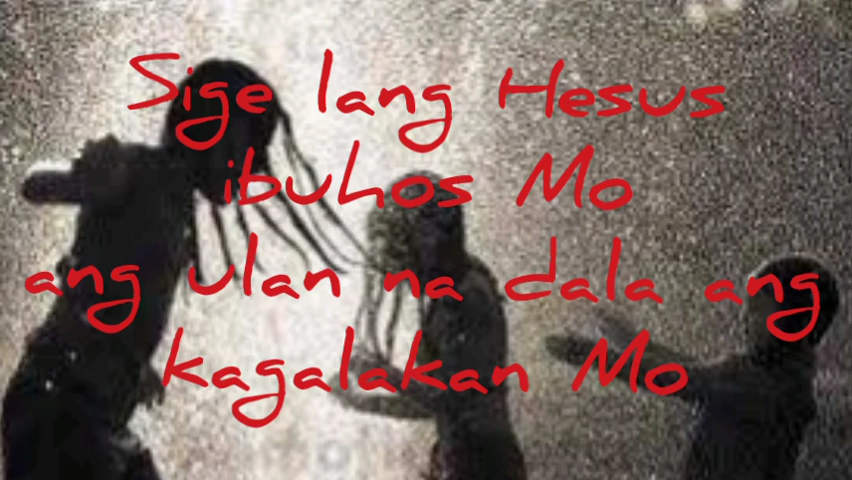 Sige lang Hesus
ibuhos Mo
ang ulan na dala ang
kagalakan Mo